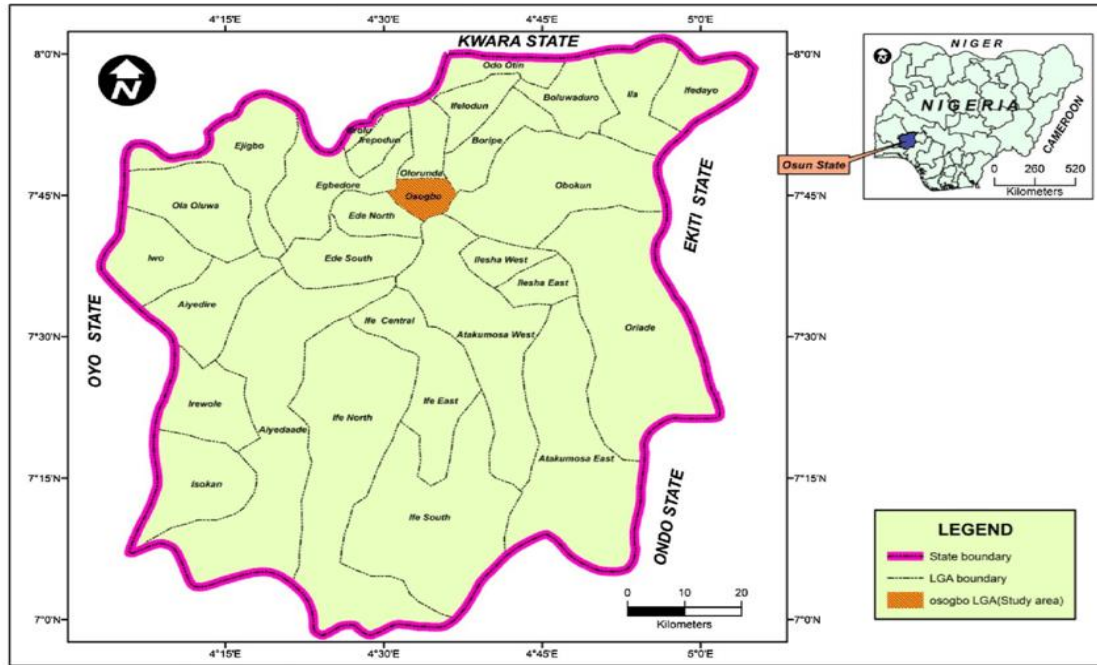 4°15'E 4°30'E 4°45'E 5°0'E
8°0'N
7°45'N
7°30'N
7°15'N
7°0'N
N
KWARA STATE
Odo Otin
Ifelodun
Boluwaduro
Ila
Ifedayo
Irepodun
Boripe
Ejigbo
Olorunda
Egbedore
Osogbo
Obokun
Ola Oluwa
Ede North
EKITI STATE
Iwo
Ede South
Ilesha West
Ilesha East
Aiyedire
OYO STATE
Ife Central
Atakumosa West
Oriade
Irewole
Aiyedaade
Ife North
Ife East
Isokan
Atakumosa East
Ife South
ONDO STATE
0 10 20
Kilometers
4°15'E 4°30'E 4°45'E 5°0'E
8°0'N
7°45'N
7°30'N
7°15'N
7°0'N
NIGER
N
NIGERIA
CAMEROON
Osun State
0 260 520
Kilometers
LEGEND
State boundary
LGA boundary
osogbo LGA(Study area)